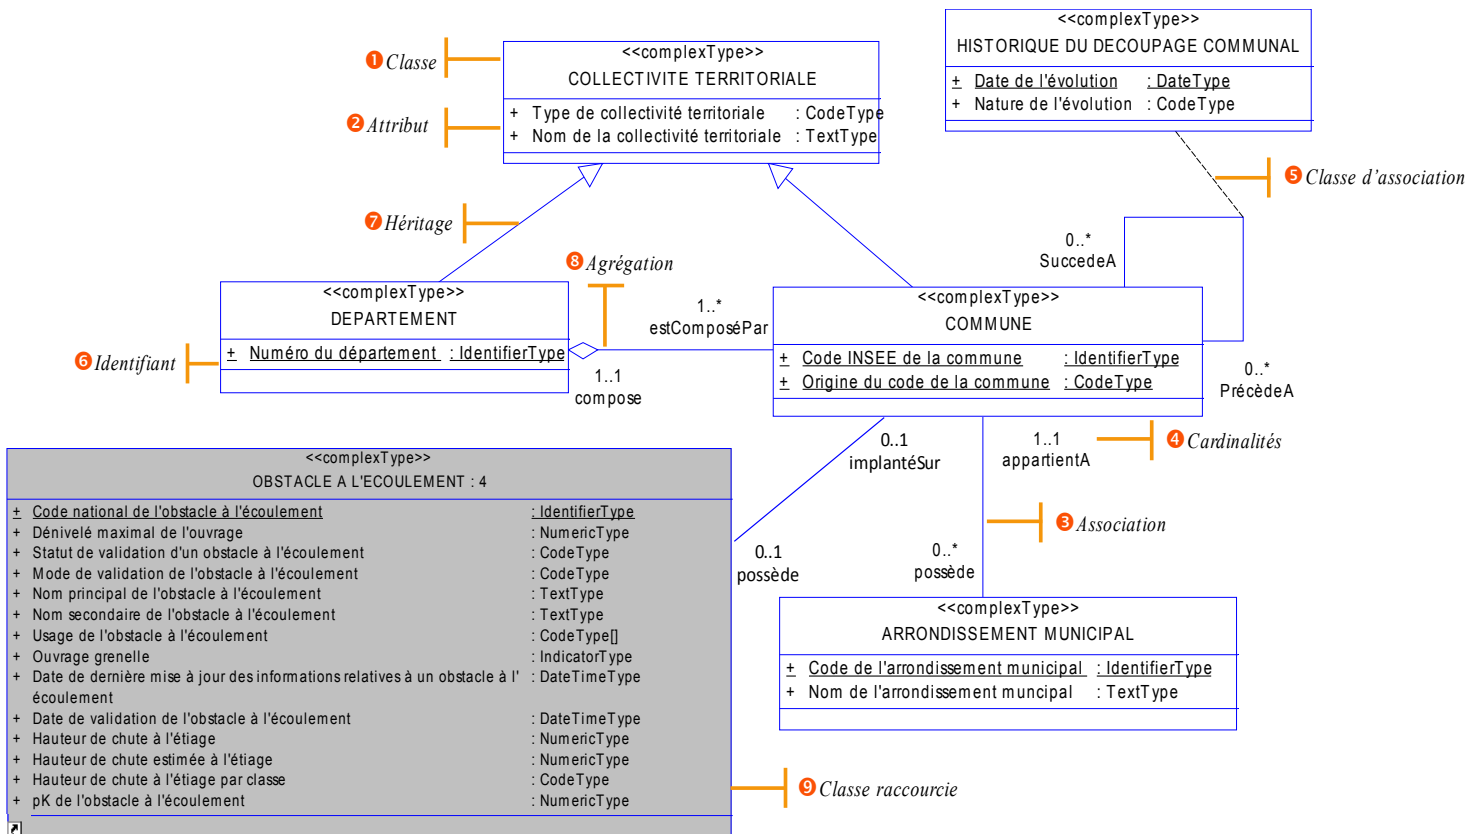 <<complexType>>
HISTORIQUE DU DECOUPAGE COMMUNAL
+ Date de l'évolution : DateType
+ Nature de l'évolution : CodeType
<<complexType>>
COLLECTIVITE TERRITORIALE
+ Type de collectivité territoriale : CodeType
+ Nom de la collectivité territoriale : TextType
❶ Classe
❷ Attribut
❺ Classe d'association
❼ Héritage
0..*
SuccedeA
❽ Agrégation
<<complexType>>
DEPARTEMENT
+ Numéro du département : IdentifierType
❻ Identifiant
1..*
estComposéPar
1..1
compose
<<complexType>>
COMMUNE
+ Code INSEE de la commune : IdentifierType
+ Origine du code de la commune : CodeType
0..*
PrécèdeA
0..1
implantéSur
1..1
appartientA
❹ Cardinalités
<<complexType>>
OBSTACLE A L'ECOULEMENT : 4
+ Code national de l'obstacle à l'écoulement : IdentifierType
+ Dénivelé maximal de l'ouvrage : NumericType
+ Statut de validation d'un obstacle à l'écoulement : CodeType
+ Mode de validation de l'obstacle à l'écoulement : CodeType
+ Nom principal de l'obstacle à l'écoulement : TextType
+ Nom secondaire de l'obstacle à l'écoulement : TextType
+ Usage de l'obstacle à l'écoulement : CodeType[]
+ Ouvrage grenelle : IndicatorType
+ Date de dernière mise à jour des informations relatives à un obstacle à l' : DateTimeType
écoulement
+ Date de validation de l'obstacle à l'écoulement : DateTimeType
+ Hauteur de chute à l'étiage : NumericType
+ Hauteur de chute estimée à l'étiage : NumericType
+ Hauteur de chute à l'étiage par classe : CodeType
+ pK de l'obstacle à l'écoulement : NumericType
❸ Association
0..1
possède
0..*
possède
<<complexType>>
ARRONDISSEMENT MUNICIPAL
+ Code de l'arrondissement municipal : IdentifierType
+ Nom de l'arrondissement muncipal : TextType
❾ Classe raccourcie